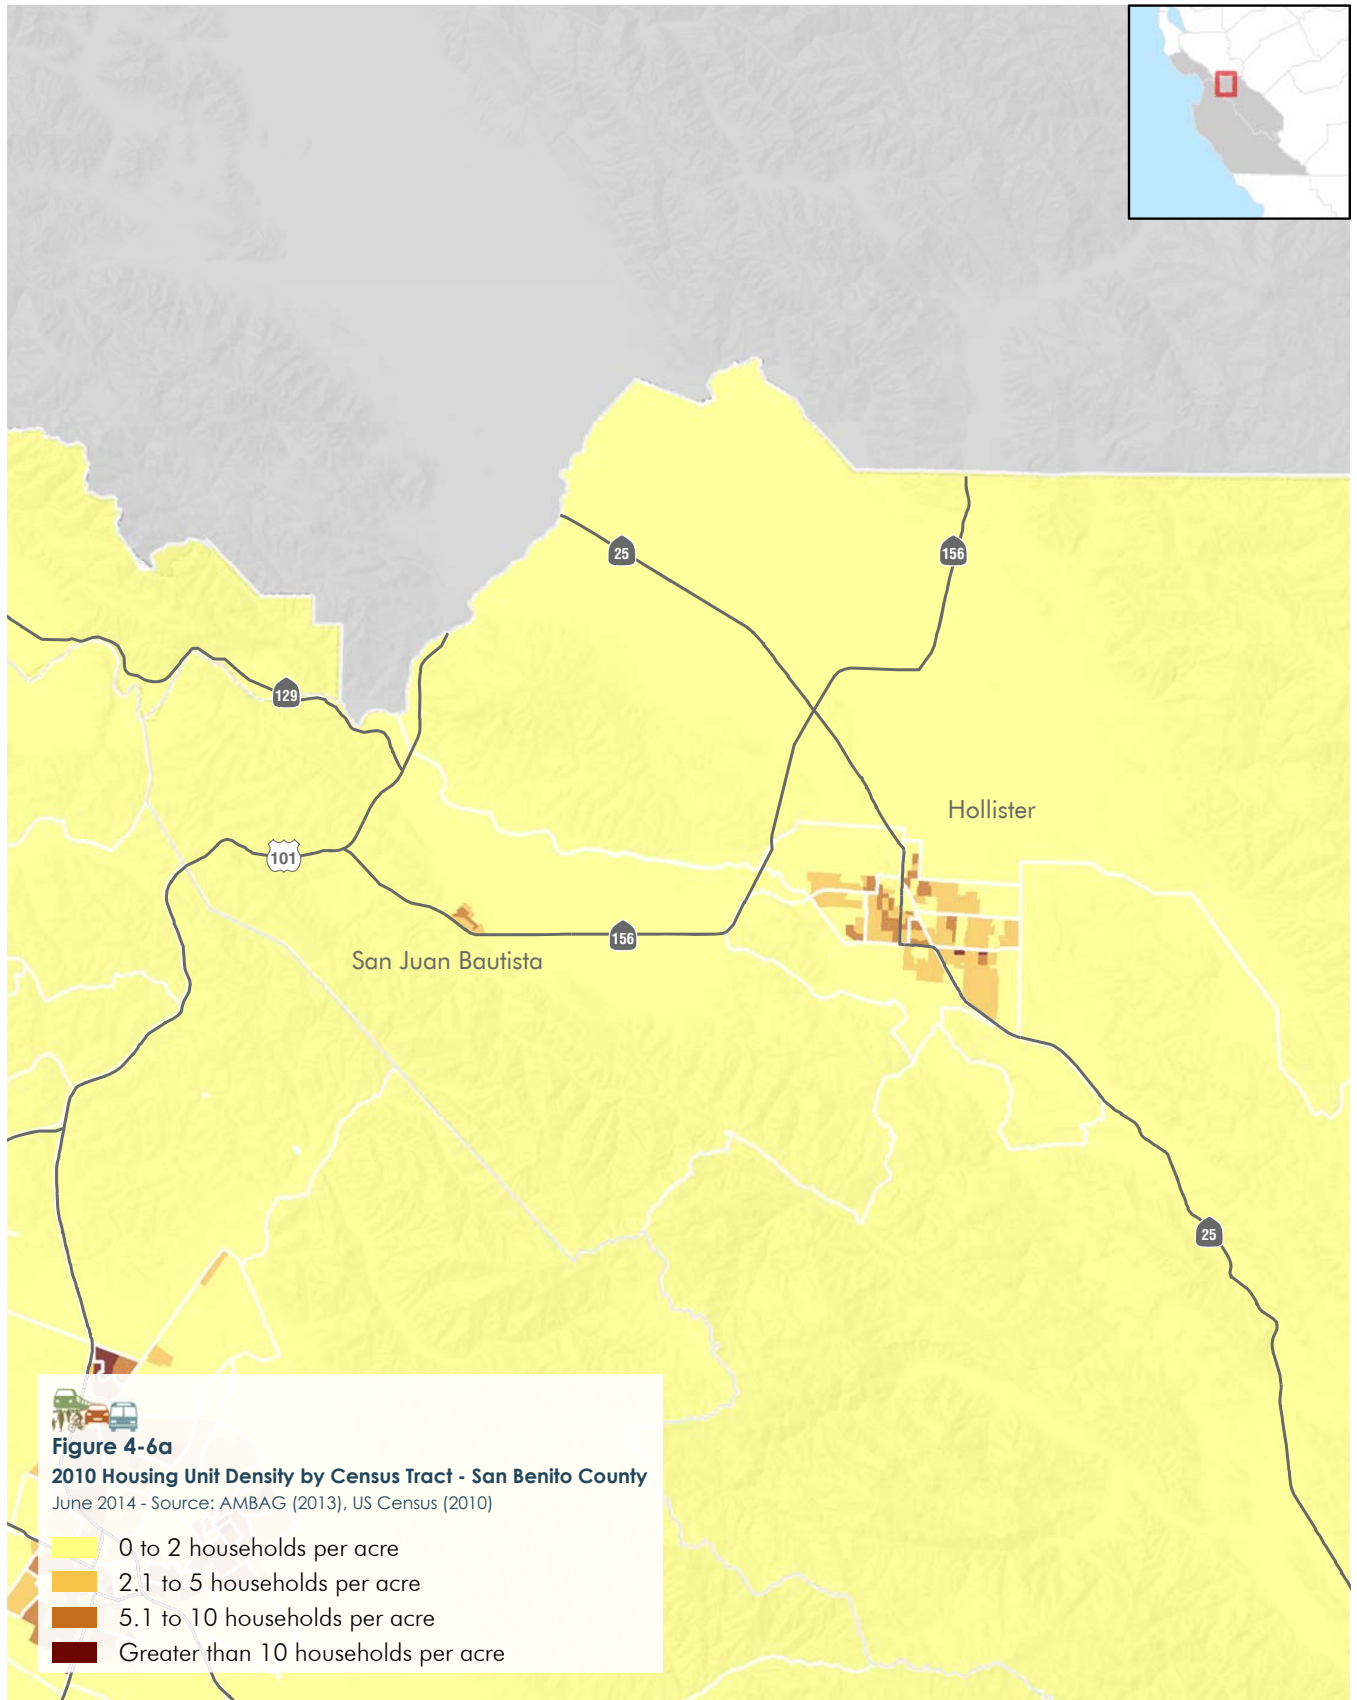 25
156
129
Hollister
101
156
San Juan Bautista
25
Figure 4-6a
2010 Housing Unit Density by Census Tract - San Benito County
June 2014 - Source: AMBAG (2013), US Census (2010)
0 to 2 households per acre
2.1 to 5 households per acre
5.1 to 10 households per acre
Greater than 10 households per acre